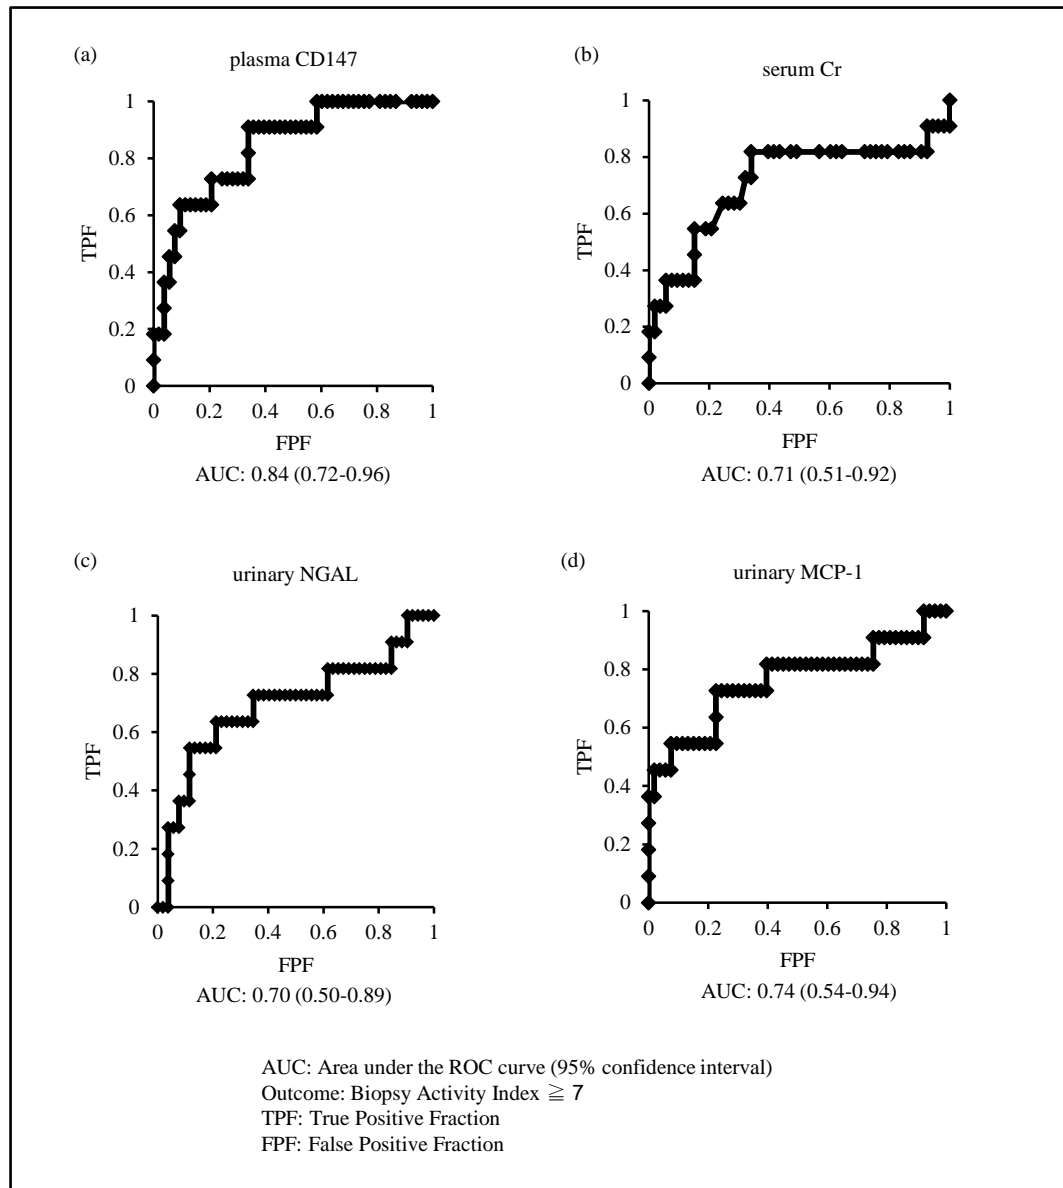 (a)
plasma CD147
1
0.8
0.6
0.4
0.2
0
TPF
0 0.2 0.4 0.6 0.8 1
FPF
AUC: 0.84 (0.72-0.96)
(b)
serum Cr
1
0.8
0.6
0.4
0.2
0
TPF
0 0.2 0.4 0.6 0.8 1
FPF
AUC: 0.71 (0.51-0.92)
(c)
urinary NGAL
1
0.8
0.6
0.4
0.2
0
TPF
0 0.2 0.4 0.6 0.8 1
FPF
AUC: 0.70 (0.50-0.89)
(d)
urinary MCP-1
1
0.8
0.6
0.4
0.2
0
TPF
0 0.2 0.4 0.6 0.8 1
FPF
AUC: 0.74 (0.54-0.94)
AUC: Area under the ROC curve (95% confidence interval)
Outcome: Biopsy Activity Index ≧ 7
TPF: True Positive Fraction
FPF: False Positive Fraction